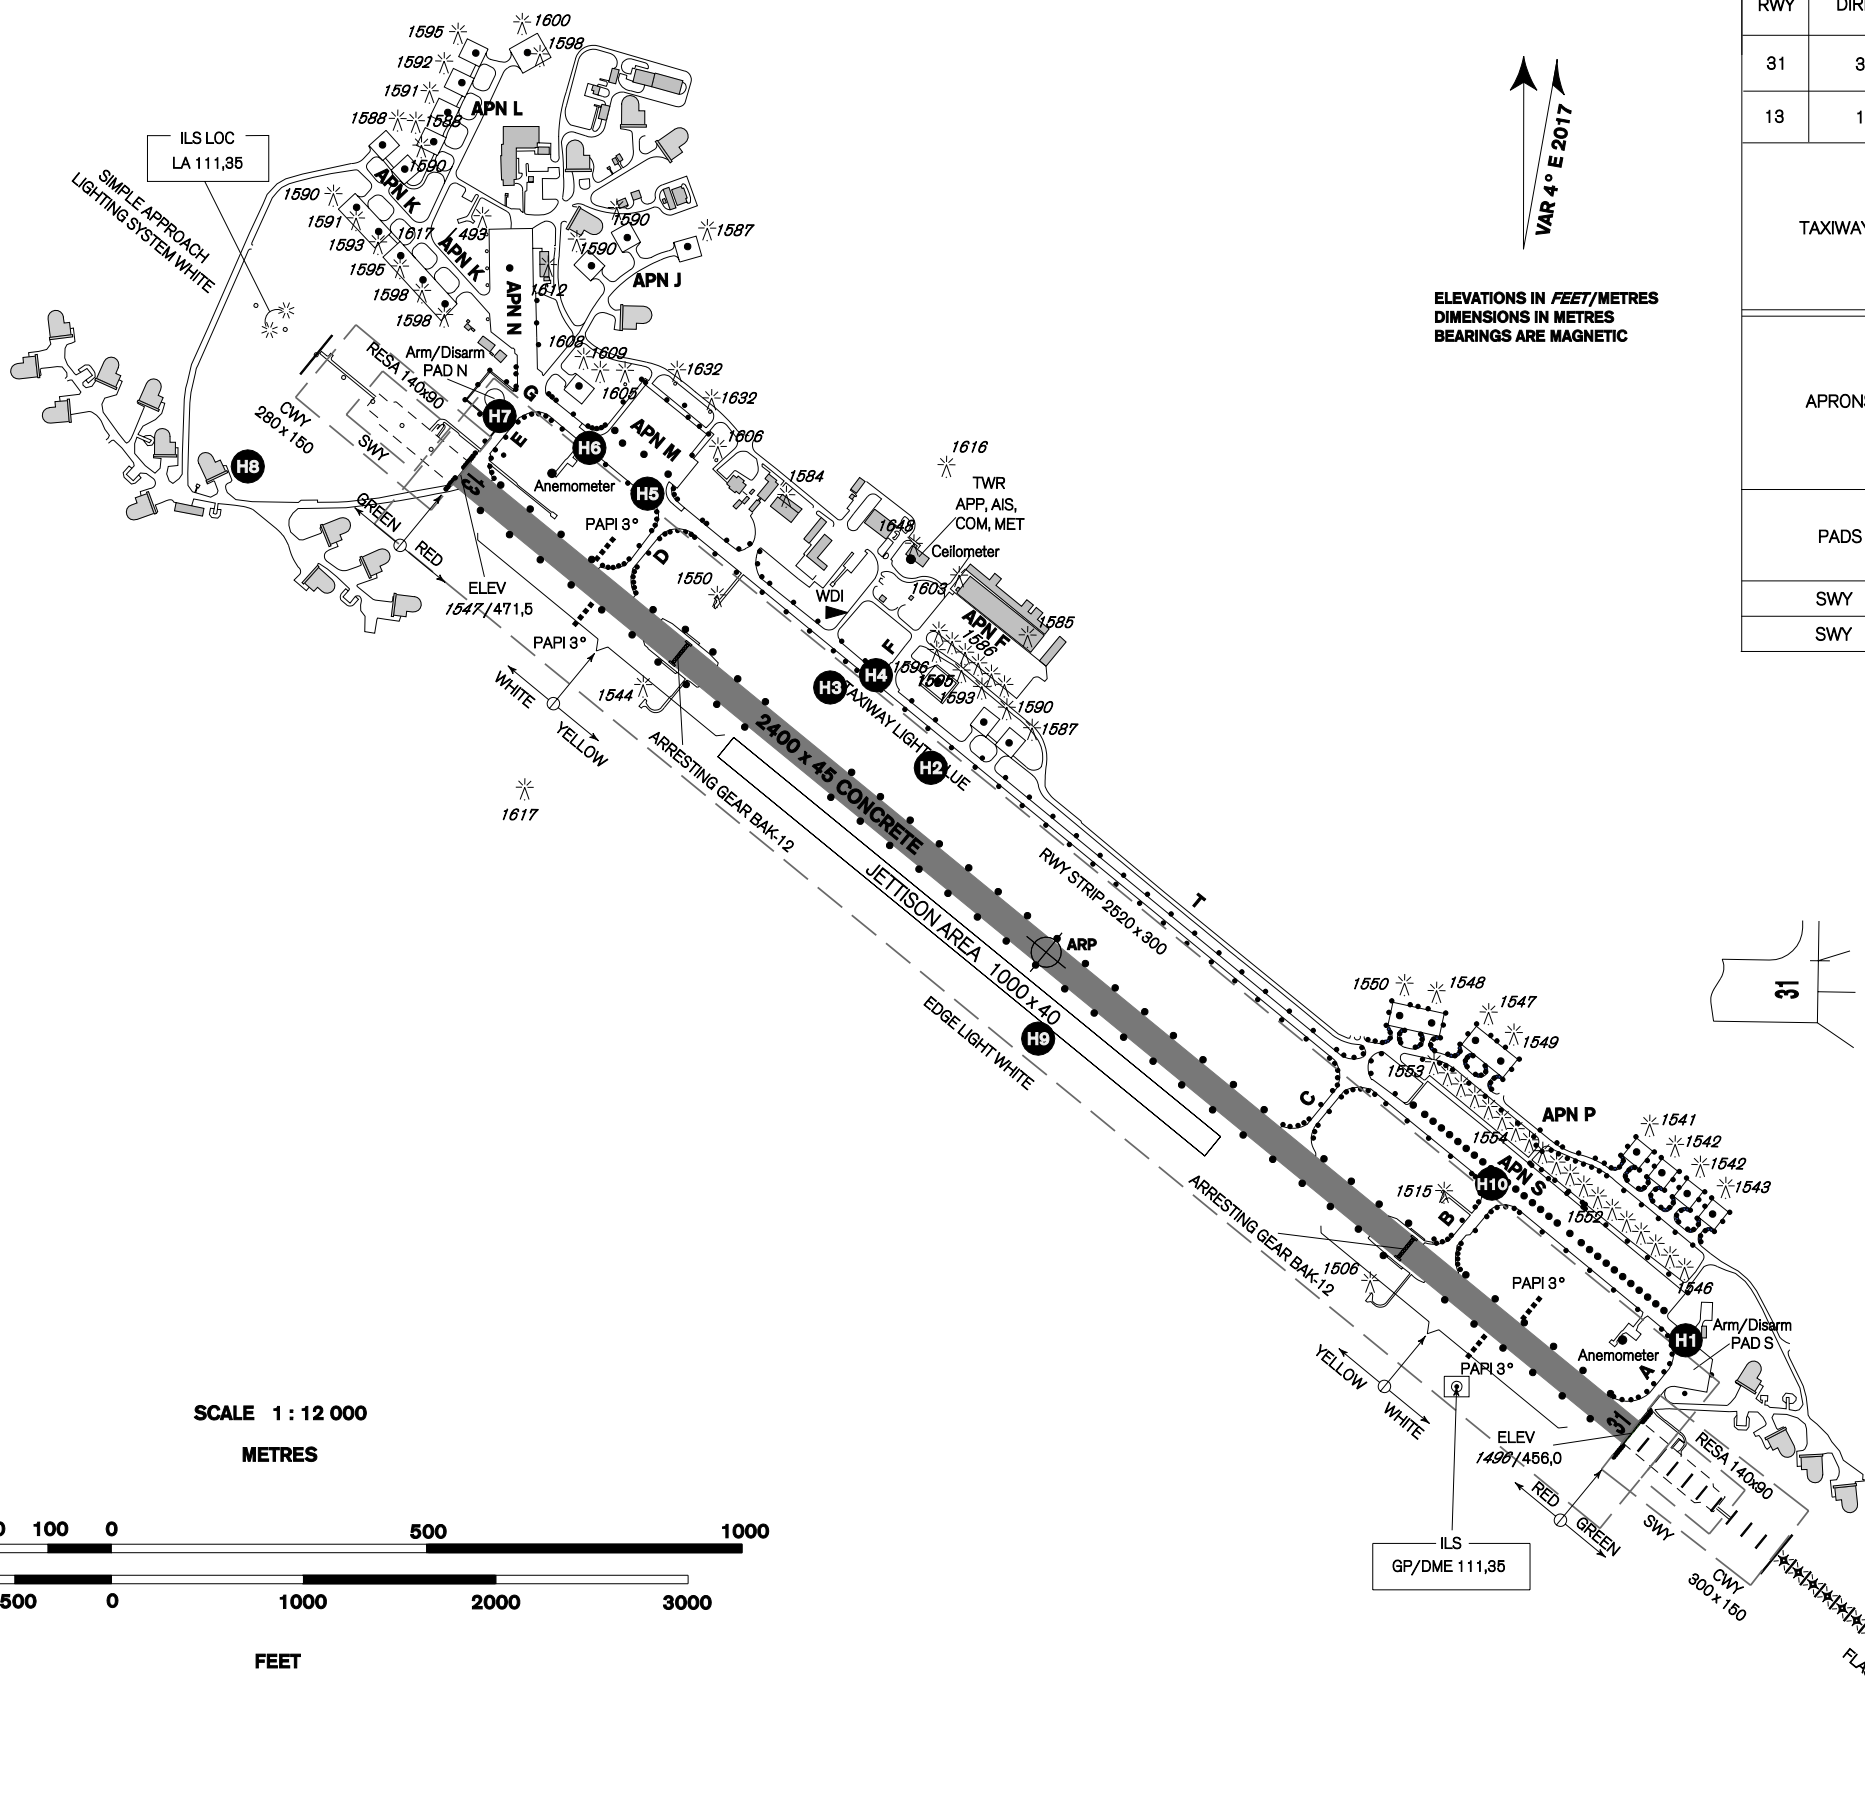 RWY
31
13
TAXIWAY
APRONS
PADS
SWY
SWY
VAR 4° E 2017
ELEVATIONS IN FEET/METRES
DIMENSIONS IN METRES
BEARINGS ARE MAGNETIC
1595
1600
1598
1592
1591
APN L
1588
1588
1590
ILS LOC
LA 111,35
SIMPLE APPROACH
LIGHTING SYSTEM WHITE
APN K
1590
1591
1593
1617
1595
1598
1598
APN K
493
APN N
1590
1590
1587
APN J
1612
1608
1609
1605
1632
1632
1606
Arm/Disarm
PAD N
RESA 140x90
CWY
280 x 150
SWY
H7
G
E
H6
APN M
H5
Anemometer
PAPI 3°
D
1584
1616
TWR
APP, AIS,
COM, MET
1648
Ceilometer
1603
H8
GREEN
RED
13
ELEV
1547/471,5
PAPI 3°
1550
WDI
F
APN F
1585
1586
1596
1595
1593
1590
1587
H3
H4
TAXIWAY LIGHT BLUE
H2
WHITE
YELLOW
1544
ARRESTING GEAR BAK-12
1617
2400 x 45 CONCRETE
JETTISON AREA 1000 x 40
ARP
RWY STRIP 2520 x 300
T
EDGE LIGHT WHITE
H9
31
1550
1548
1547
1549
1553
APN P
1541
1542
1542
1543
1554
APN S
H10
1552
1546
C
1515
B
ARRESTING GEAR BAK-12
1506
PAPI 3°
PAPI 3°
Anemometer
A
H1
Arm/Disarm
PAD S
YELLOW
WHITE
31
ELEV
1496/456,0
RESA 140x90
SWY
CWY
300 x 150
RED
GREEN
ILS
GP/DME 111,35
SCALE 1 : 12 000
METRES
100 0 500 1000
500 0 1000 2000 3000
FEET